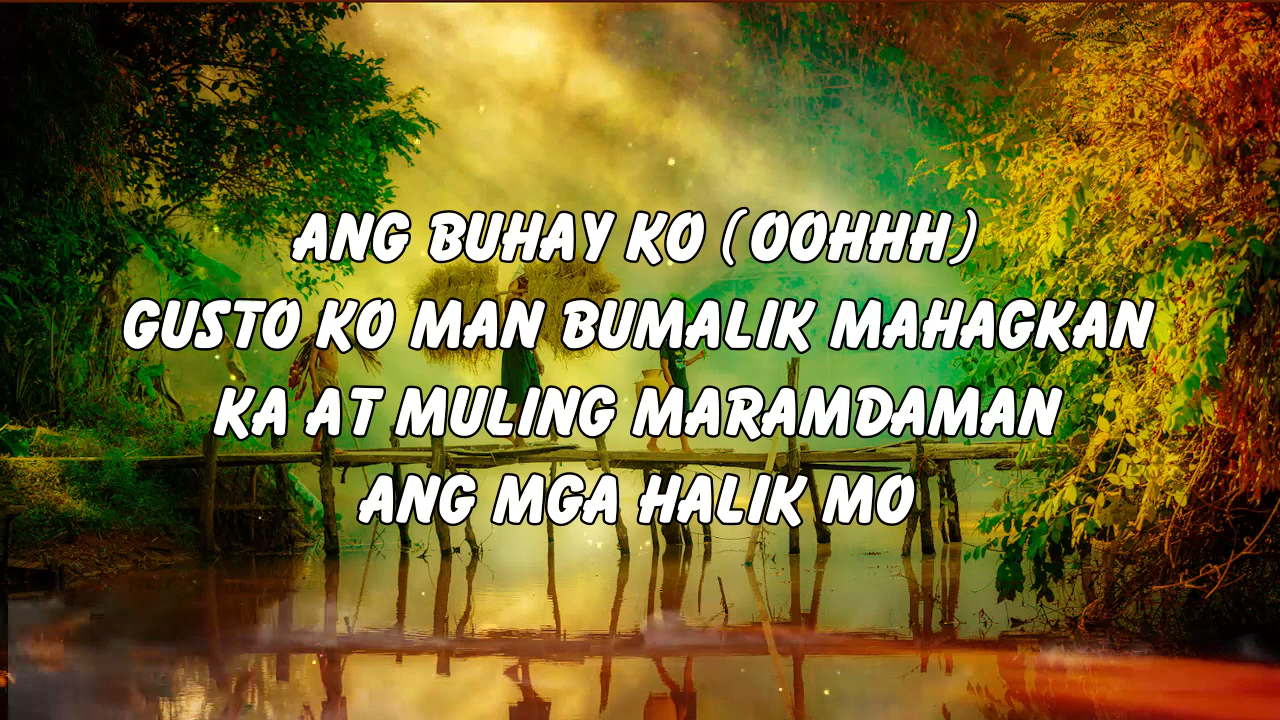 ANG BUHAY KO (OOHHH)
GUSTO KO MAN BUMALIK MAHAGKAN
KA AT MULING MARAMDAMAN
ANG MGA HALIK MO